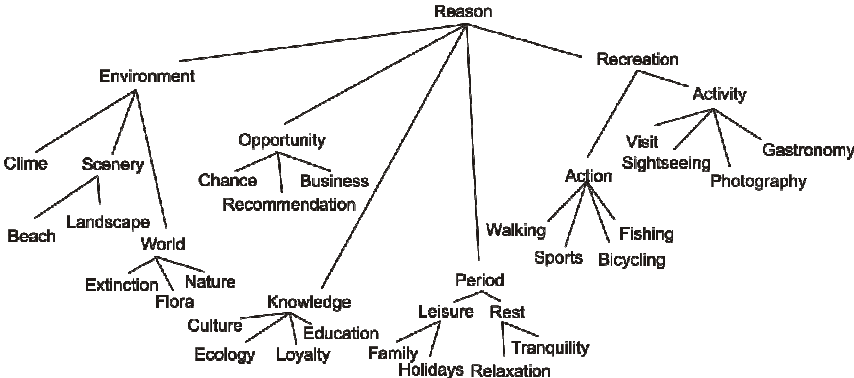 Reason
Environment
Recreation
Activity
Opportunity
Clime
Scenery
Visit
Sightseeing
Gastronomy
Chance
Business
Action
Photography
Recommendation
Beach
Landscape
Walking
Fishing
World
Sports
Bicycling
Extinction
Nature
Flora
Period
Knowledge
Leisure
Rest
Culture
Education
Ecology
Loyalty
Family
Tranquility
Holidays
Relaxation